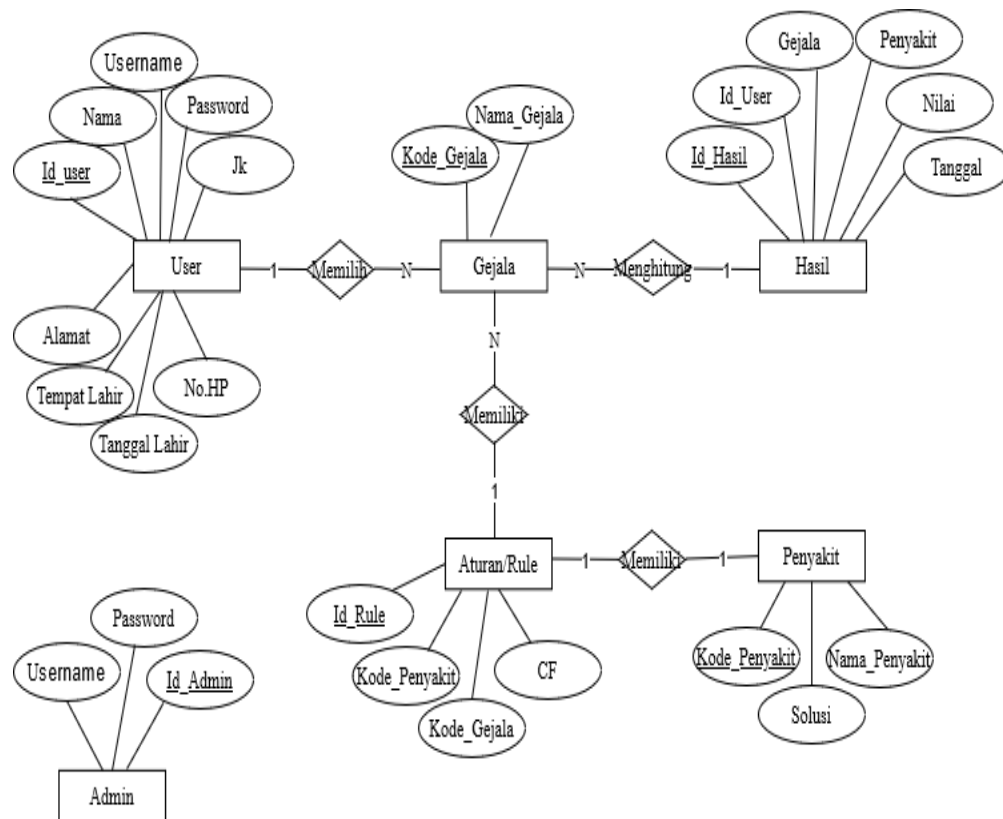 Username
Nama
Password
Id_user
Jk
User
Alamat
Tempat Lahir
Tanggal Lahir
No.HP
1
Memilih
N
Nama_Gejala
Kode_Gejala
Gejala
N
Menghitung
1
Gejala
Penyakit
Id_User
Nilai
Id_Hasil
Tanggal
Hasil
N
Memiliki
1
Aturan/Rule
1
Memiliki
1
Penyakit
Id_Rule
Kode_Penyakit
CF
Kode_Gejala
Kode_Penyakit
Nama_Penyakit
Solusi
Password
Username
Id_Admin
Admin